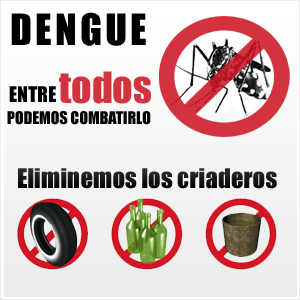 DENGUE
ENTRE todos
PODEMOS COMBATIRLO
Eliminemos los criaderos